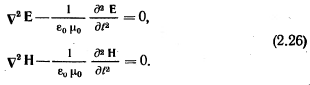 ∇² E — 1/(ε₀ μ₀) ∂² E/∂t² = 0,
(2.26)
∇² H — 1/(ε₀ μ₀) ∂² H/∂t² = 0.